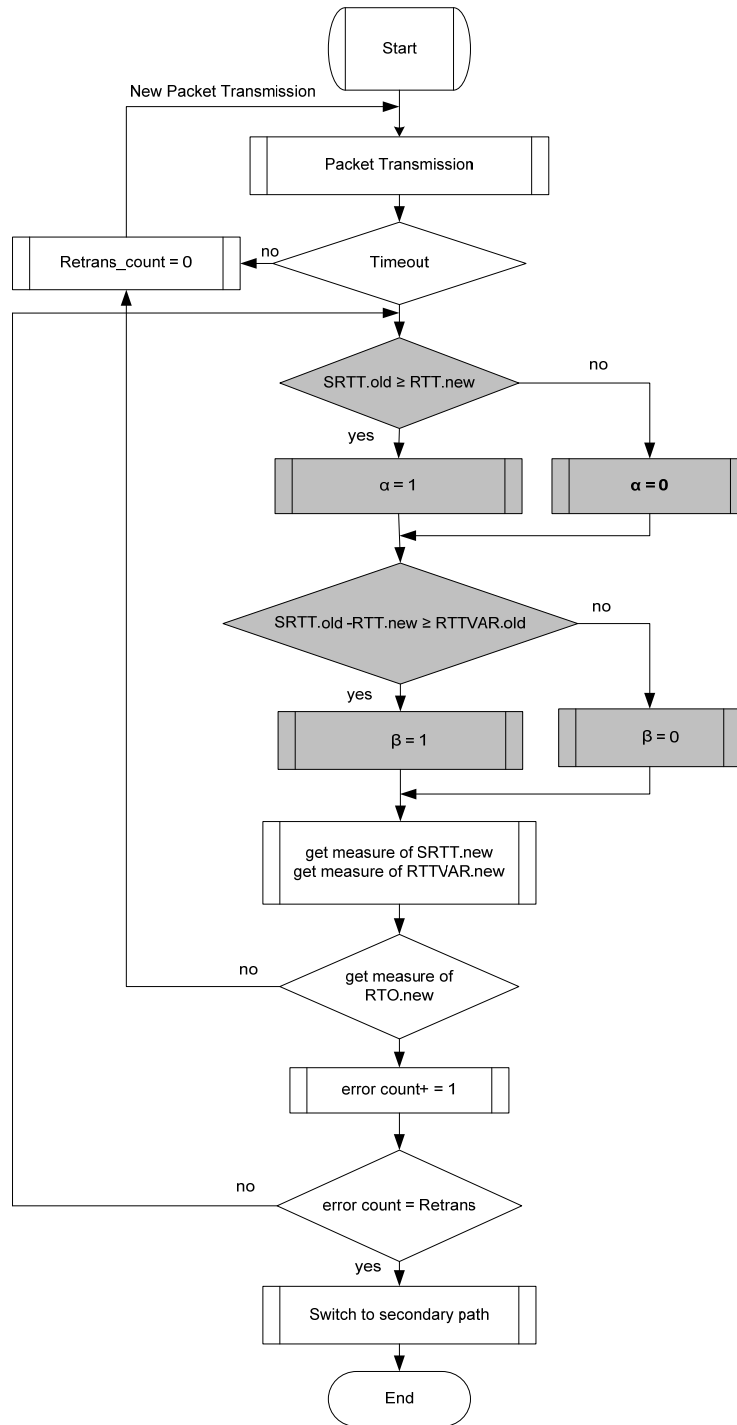 Start
New Packet Transmission
Packet Transmission
Retrans_count = 0
no
Timeout
SRTT.old ≥ RTT.new
no
yes
α = 1
α = 0
SRTT.old -RTT.new ≥ RTTVAR.old
no
yes
β = 1
β = 0
get measure of SRTT.new
get measure of RTTVAR.new
no
get measure of
RTO.new
error count+ = 1
no
error count = Retrans
yes
Switch to secondary path
End